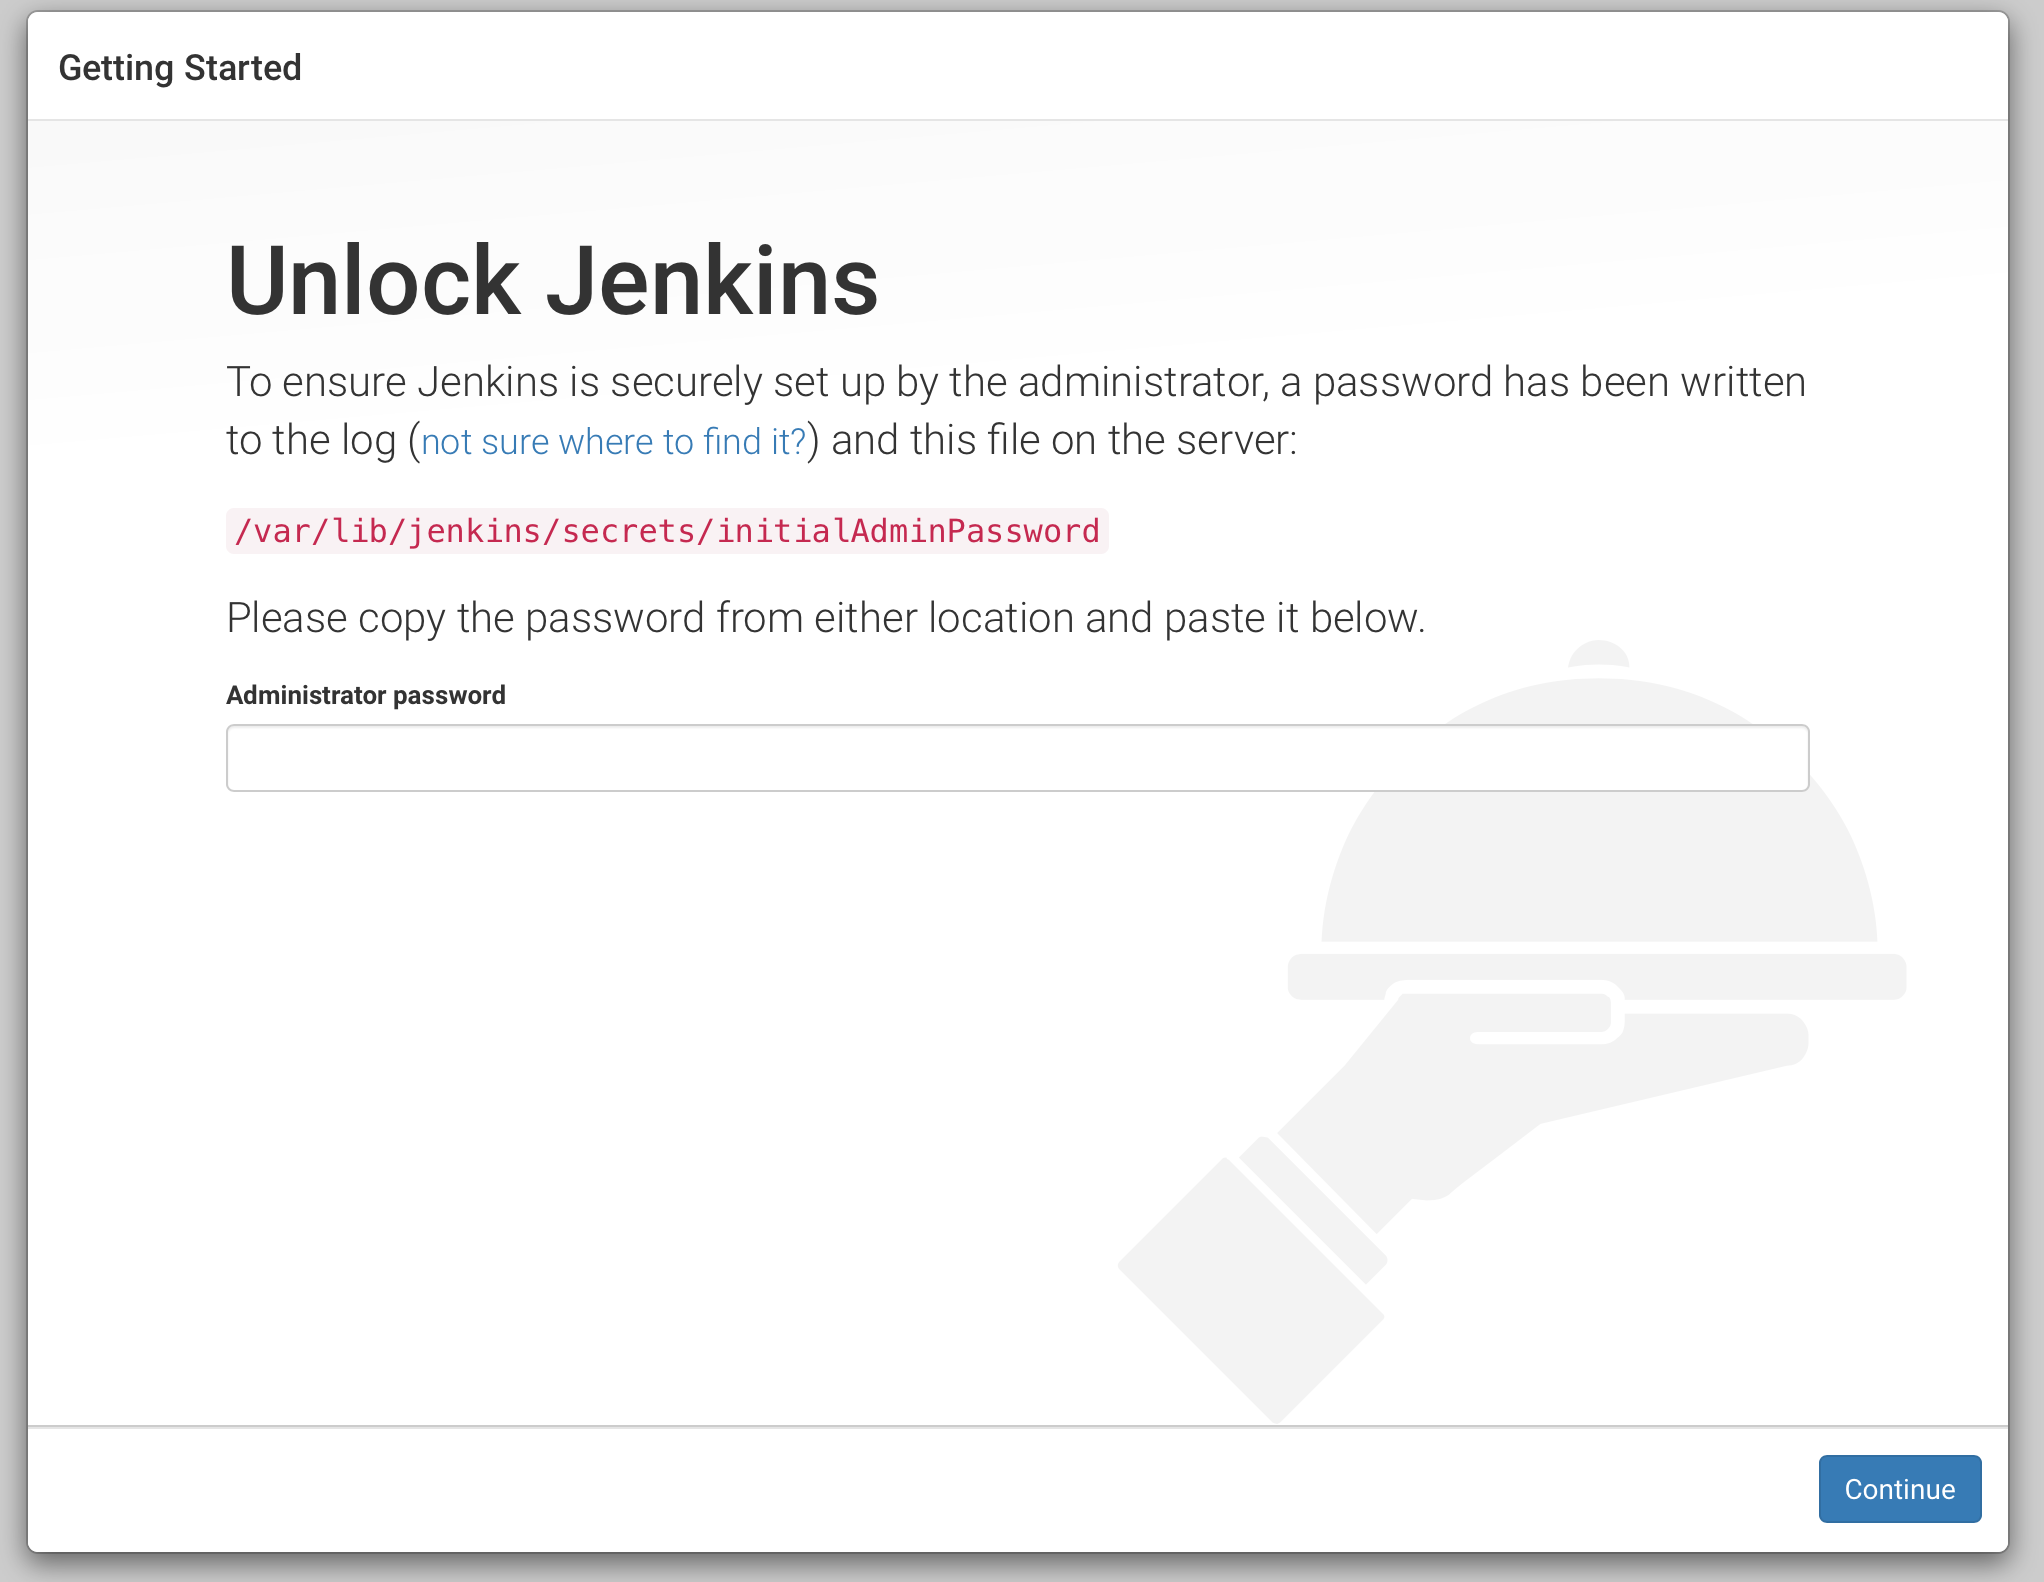 Getting Started
Unlock Jenkins
To ensure Jenkins is securely set up by the administrator, a password has been written
to the log (not sure where to find it?) and this file on the server:
/var/lib/jenkins/secrets/initialAdminPassword
Please copy the password from either location and paste it below.
Administrator password
Continue